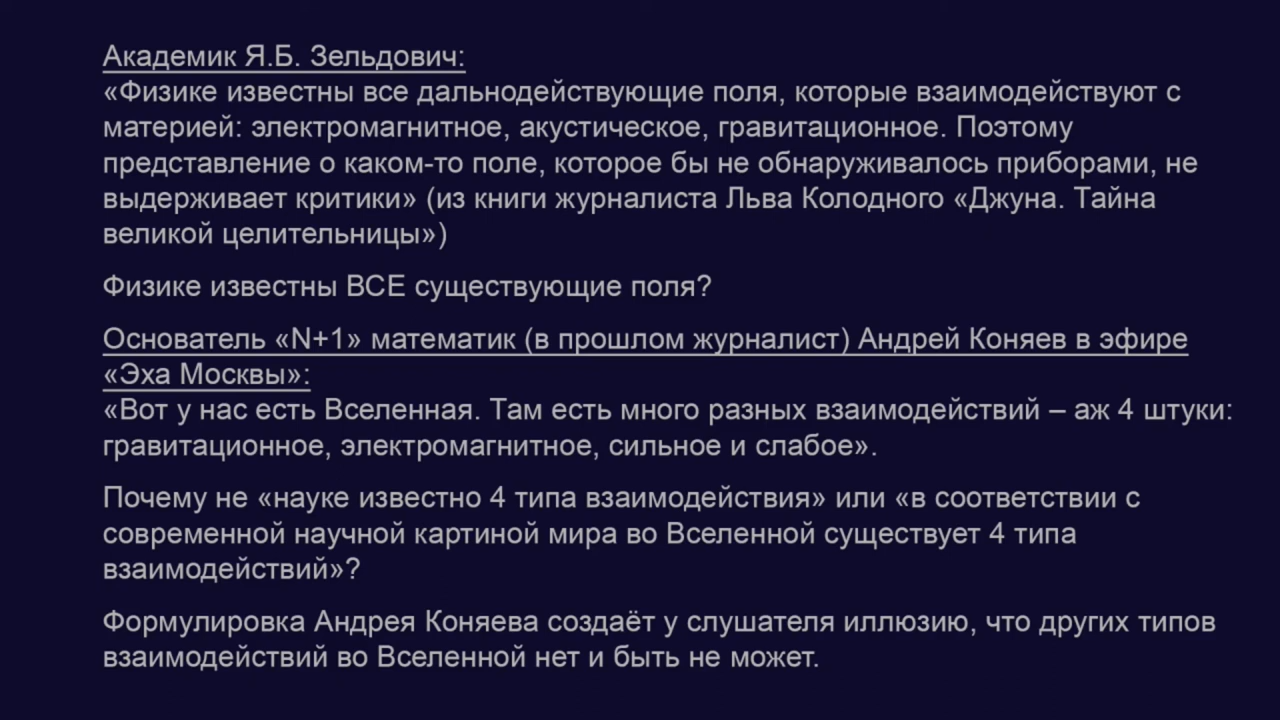 Академик Я.Б. Зельдович:
«Физике известны все дальнодействующие поля, которые взаимодействуют с
материей: электромагнитное, акустическое, гравитационное. Поэтому
представление о каком-то поле, которое бы не обнаруживалось приборами, не
выдерживает критики» (из книги журналиста Льва Колодного «Джуна. Тайна
великой целительницы»)
Физике известны ВСЕ существующие поля?
Основатель «N+1» математик (в прошлом журналист) Андрей Коняев в эфире
«Эха Москвы»:
«Вот у нас есть Вселенная. Там есть много разных взаимодействий – аж 4 штуки:
гравитационное, электромагнитное, сильное и слабое».
Почему не «науке известно 4 типа взаимодействия» или «в соответствии с
современной научной картиной мира во Вселенной существует 4 типа
взаимодействий»?
Формулировка Андрея Коняева создаёт у слушателя иллюзию, что других типов
взаимодействий во Вселенной нет и быть не может.